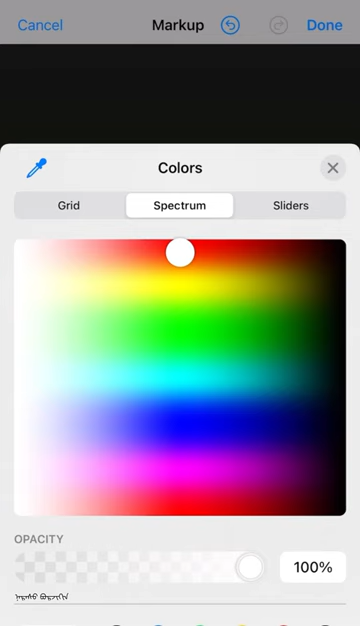 Cancel
Markup
Done
Colors
Grid
Spectrum
Sliders
OPACITY
100%